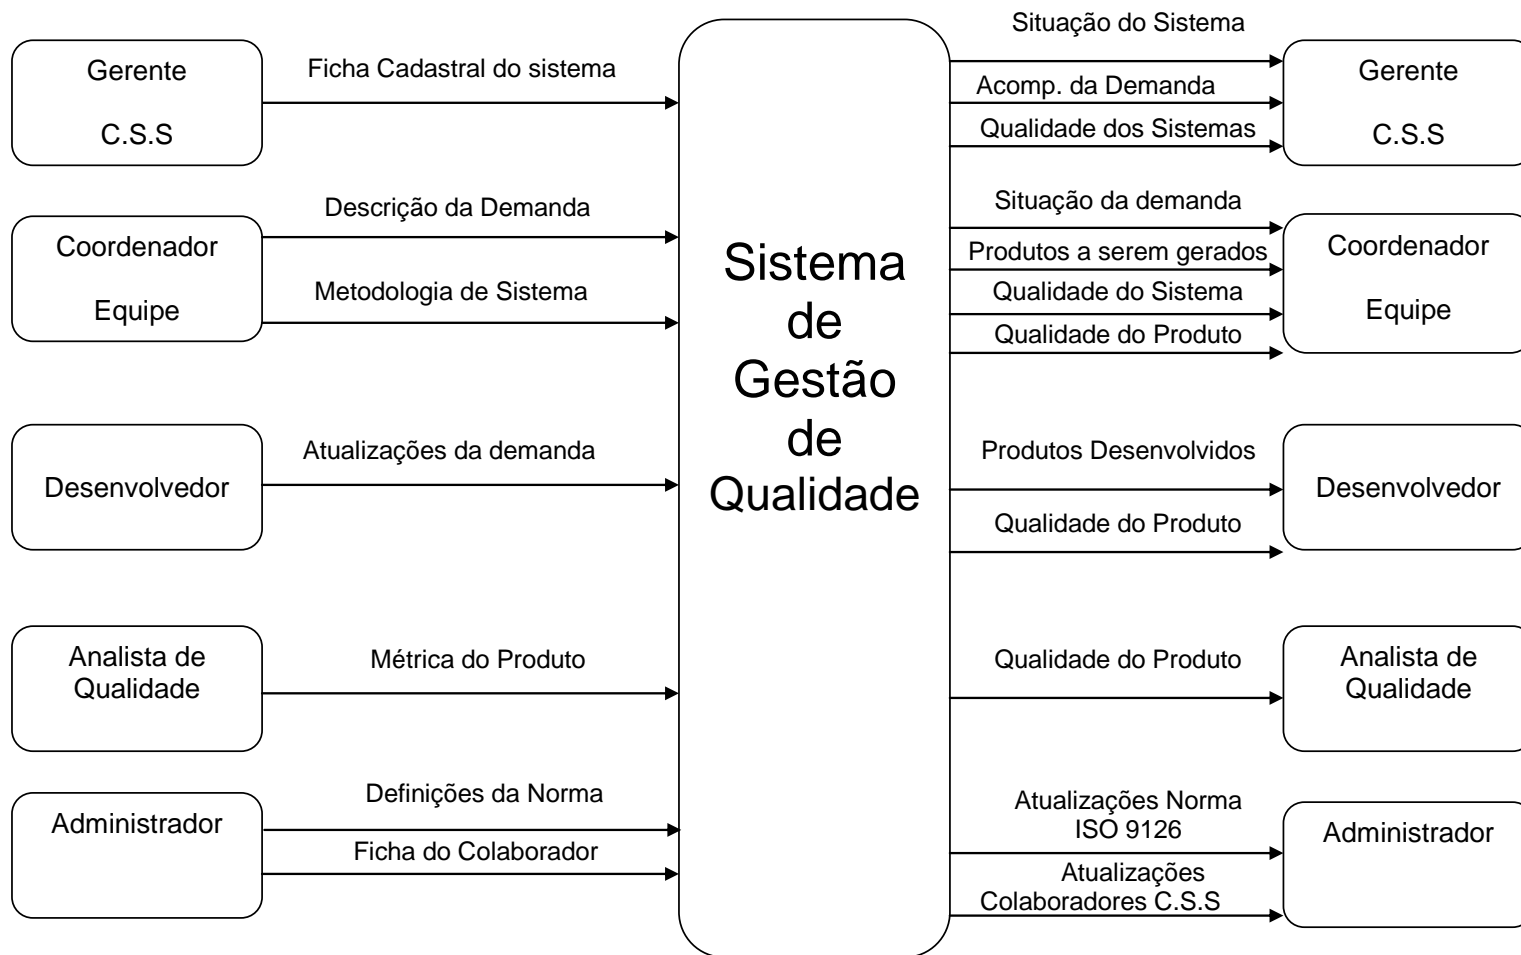 Gerente
C.S.S
Ficha Cadastral do sistema
Coordenador
Equipe
Descrição da Demanda
Metodologia de Sistema
Desenvolvedor
Atualizações da demanda
Analista de
Qualidade
Métrica do Produto
Administrador
Definições da Norma
Ficha do Colaborador
Sistema
de
Gestão
de
Qualidade
Situação do Sistema
Acomp. da Demanda
Qualidade dos Sistemas
Gerente
C.S.S
Situação da demanda
Produtos a serem gerados
Qualidade do Sistema
Qualidade do Produto
Coordenador
Equipe
Produtos Desenvolvidos
Qualidade do Produto
Desenvolvedor
Qualidade do Produto
Analista de
Qualidade
Atualizações Norma
ISO 9126
Atualizações
Colaboradores C.S.S
Administrador